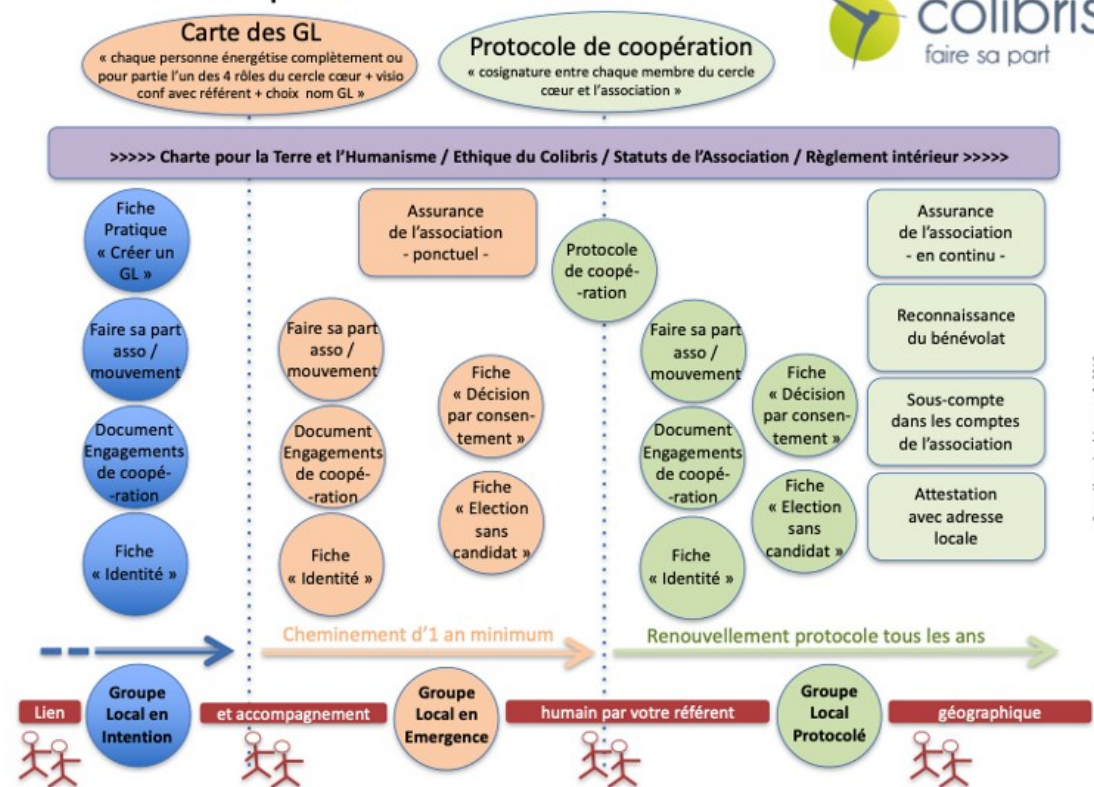 Carte des GL
« chaque personne énergétise complètement ou
pour partie l'un des 4 rôles du cercle cœur + visio
conf avec référent + choix nom GL »
Protocole de coopération
« cosignature entre chaque membre du cercle
cœur et l'association »
colibris
faire sa part
>>>>> Charte pour la Terre et l'Humanisme / Ethique du Colibris / Statuts de l'Association / Règlement intérieur >>>>>
Fiche
Pratique
« Créer un
GL »
Faire sa part
asso /
mouvement
Document
Engagements
de coopé-
-ration
Fiche
« Identité »
Assurance
de l'association
- ponctuel -
Faire sa part
asso /
mouvement
Document
Engagements
de coopé-
-ration
Fiche
« Identité »
Fiche
« Décision
par consen-
tement »
Fiche
« Election
sans
candidat »
Protocole
de coopé-
-ration
Faire sa part
asso /
mouvement
Document
Engagements
de coopé-
-ration
Fiche
« Identité »
Fiche
« Décision
par consen-
tement »
Fiche
« Election
sans
candidat »
Assurance
de l'association
- en continu -
Reconnaissance
du bénévolat
Sous-compte
dans les comptes
de l'association
Attestation
avec adresse
locale
Cheminement d'1 an minimum
Renouvellement protocole tous les ans
Lien
Groupe
Local en
Intention
et accompagnement
Groupe
Local en
Emergence
humain par votre référent
Groupe
Local
Protocolé
géographique